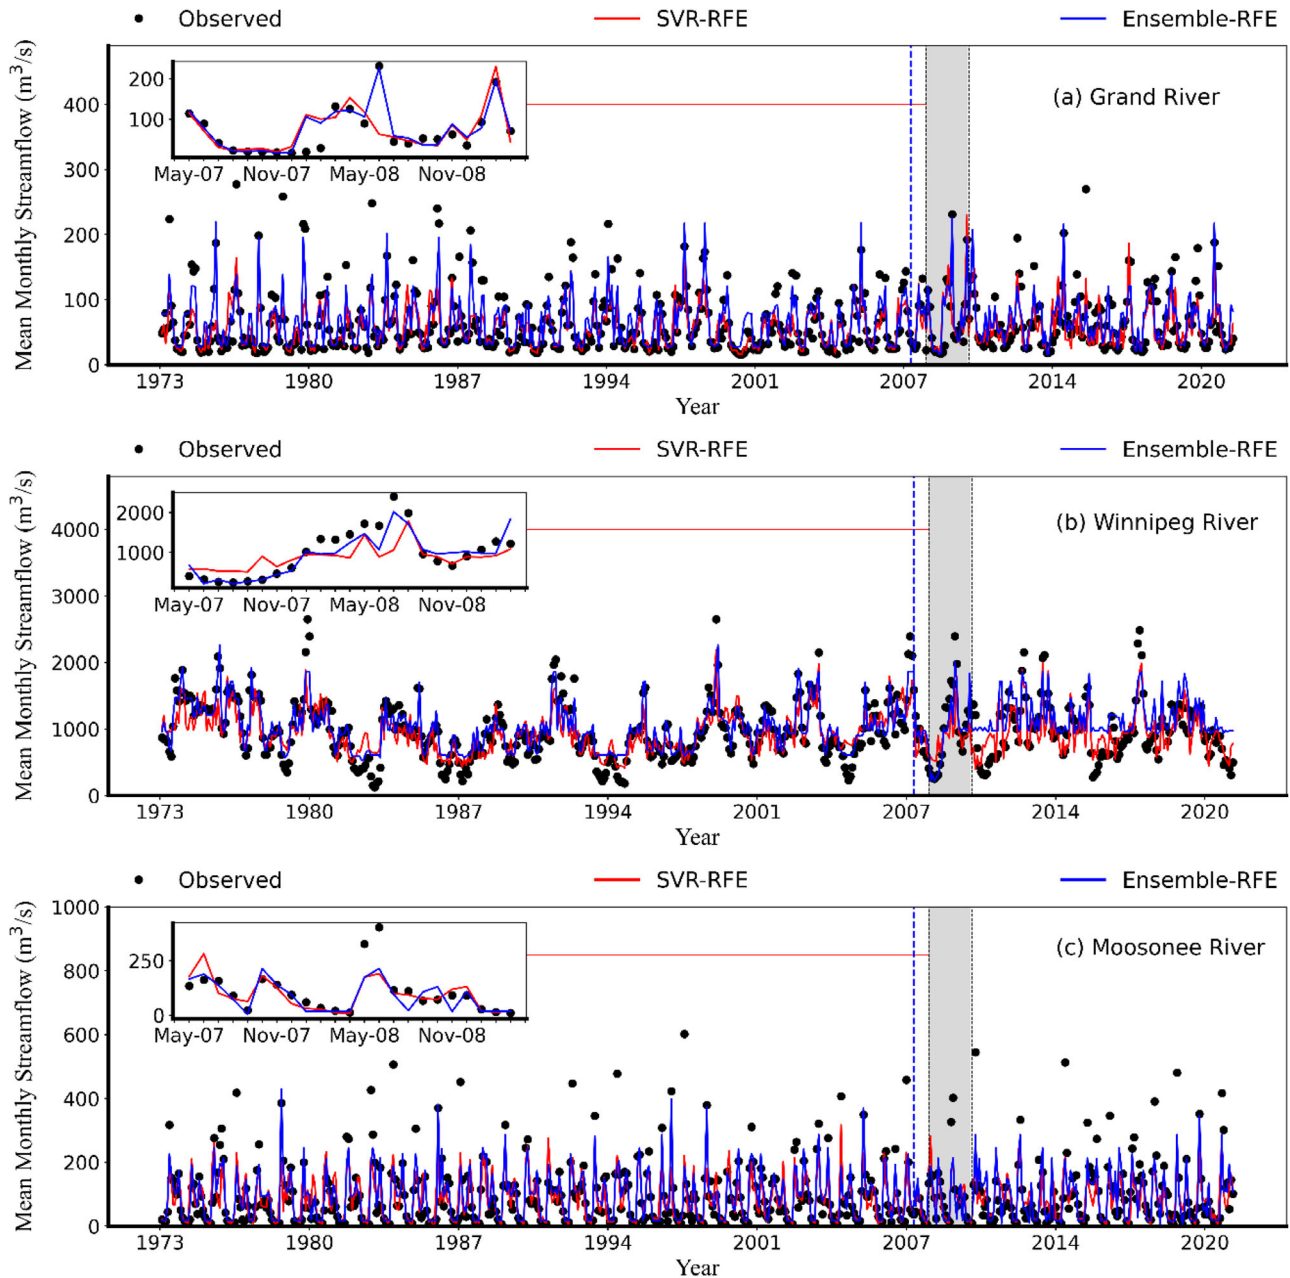 Observed SVR-RFE Ensemble-RFE
Mean Monthly Streamflow (m³/s)
(a) Grand River
400
300
200
100
0
200
100
May-07 Nov-07 May-08 Nov-08
1973 1980 1987 1994 2001 2007 2014 2020
Year
Observed SVR-RFE Ensemble-RFE
Mean Monthly Streamflow (m³/s)
(b) Winnipeg River
4000
3000
2000
1000
0
2000
1000
May-07 Nov-07 May-08 Nov-08
1973 1980 1987 1994 2001 2007 2014 2020
Year
Observed SVR-RFE Ensemble-RFE
Mean Monthly Streamflow (m³/s)
(c) Moosonee River
1000
800
600
400
200
0
250
0
May-07 Nov-07 May-08 Nov-08
1973 1980 1987 1994 2001 2007 2014 2020
Year